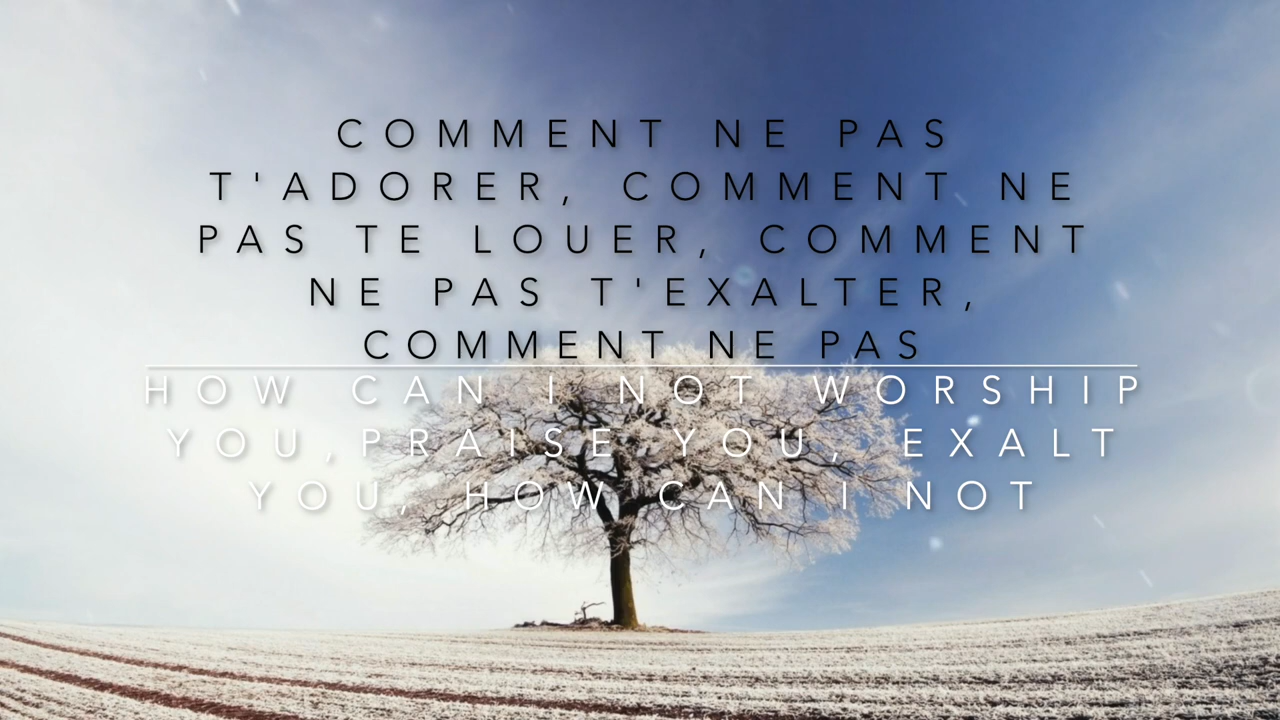 COMMENT NE PAS
T'ADORER, COMMENT NE
PAS TE LOUER, COMMENT
NE PAS T'EXALTER,
COMMENT NE PAS
HOW CAN I NOT WORSHIP
YOU,PRAISE YOU, EXALT
YOU, HOW CAN I NOT